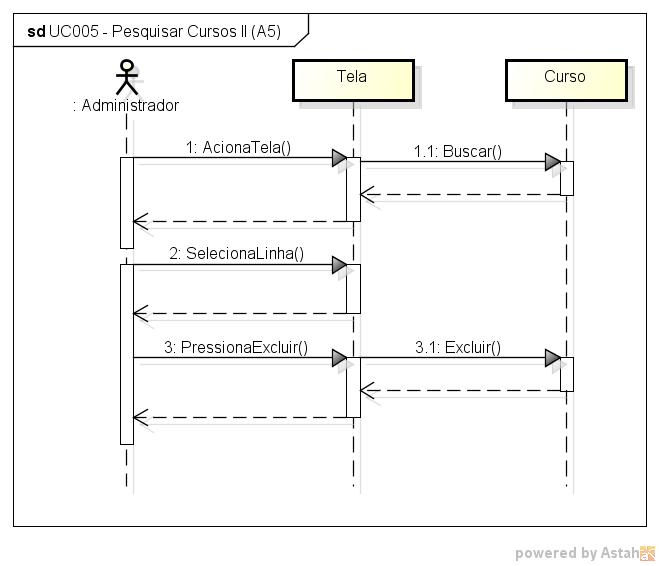 sd UC005 - Pesquisar Cursos II (A5)
Tela
Curso
: Administrador
1: AcionaTela()
1.1: Buscar()
2: SelecionaLinha()
3: PressionaExcluir()
3.1: Excluir()
powered by Astah